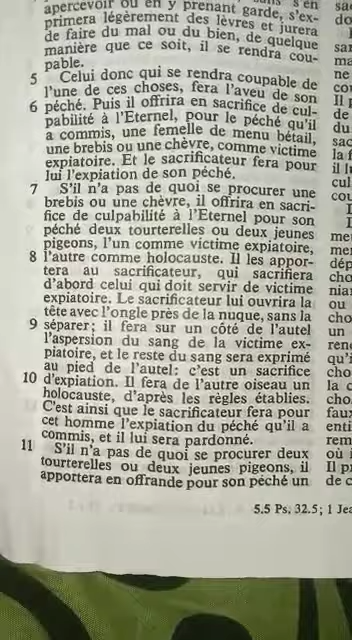 apercevoir ou en y prenant garde, s'ex-
primera légèrement des lèvres et jurera
de faire du mal ou du bien, de quelque
manière que ce soit, il se rendra cou-
pable.
5 Celui donc qui se rendra coupable de
l'une de ces choses, fera l'aveu de son
6 péché. Puis il offrira en sacrifice de cul-
pabilité à l'Eternel, pour le péché qu'il
a commis, une femelle de menu bétail,
une brebis ou une chèvre, comme victime
expiatoire. Et le sacrificateur fera pour
lui l'expiation de son péché.
7 S'il n'a pas de quoi se procurer une
brebis ou une chèvre, il offrira en sacri-
fice de culpabilité à l'Eternel pour son
péché deux tourterelles ou deux jeunes
pigeons, l'un comme victime expiatoire,
8 l'autre comme holocauste. Il les appor-
tera au sacrificateur, qui sacrifiera
d'abord celui qui doit servir de victime
expiatoire. Le sacrificateur lui ouvrira la
tête avec l'ongle près de la nuque, sans la
9 séparer; il fera sur un côté de l'autel
l'aspersion du sang de la victime ex-
piatoire, et le reste du sang sera exprimé
au pied de l'autel: c'est un sacrifice
10 d'expiation. Il fera de l'autre oiseau un
holocauste, d'après les règles établies.
C'est ainsi que le sacrificateur fera pour
cet homme l'expiation du péché qu'il a
commis, et il lui sera pardonné.
11 S'il n'a pas de quoi se procurer deux
tourterelles ou deux jeunes pigeons, il
apportera en offrande pour son péché un
5.5 Ps. 32.5; 1 Jea